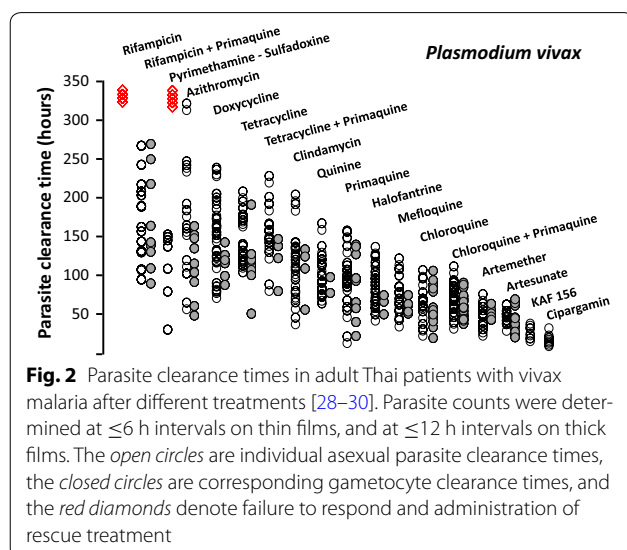 Rifampicin
Rifampicin + Primaquine
Pyrimethamine - Sulfadoxine
Azithromycin
Doxycycline
Tetracycline
Tetracycline + Primaquine
Clindamycin
Quinine
Primaquine
Halofantrine
Mefloquine
Chloroquine
Chloroquine + Primaquine
Artemether
Artesunate
KAF 156
Cipargamin
Plasmodium vivax
Parasite clearance time (hours)
350
300
250
200
150
100
50
Fig. 2 Parasite clearance times in adult Thai patients with vivax
malaria after different treatments [28–30]. Parasite counts were deter-
mined at ≤6 h intervals on thin films, and at ≤12 h intervals on thick
films. The open circles are individual asexual parasite clearance times,
the closed circles are corresponding gametocyte clearance times, and
the red diamonds denote failure to respond and administration of
rescue treatment